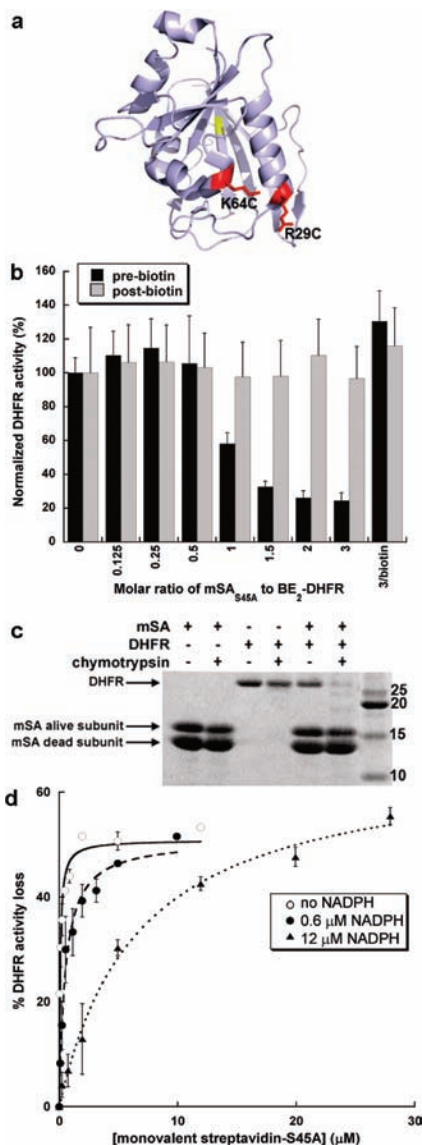 a
K64C
R29C
b
pre-biotin
post-biotin
Normalized DHFR activity (%)
160
140
120
100
80
60
40
20
0
0
0.125
0.25
0.5
1
1.5
2
3
3/biotin
Molar ratio of mSA_S45A to BE₂-DHFR
c
mSA + + - - + +
DHFR - - + + + +
chymotrypsin - + - + - +
DHFR
mSA alive subunit
mSA dead subunit
25
20
15
10
d
% DHFR activity loss
60
40
20
0
no NADPH
0.6 μM NADPH
12 μM NADPH
0 10 20 30
[monovalent streptavidin-S45A] (μM)